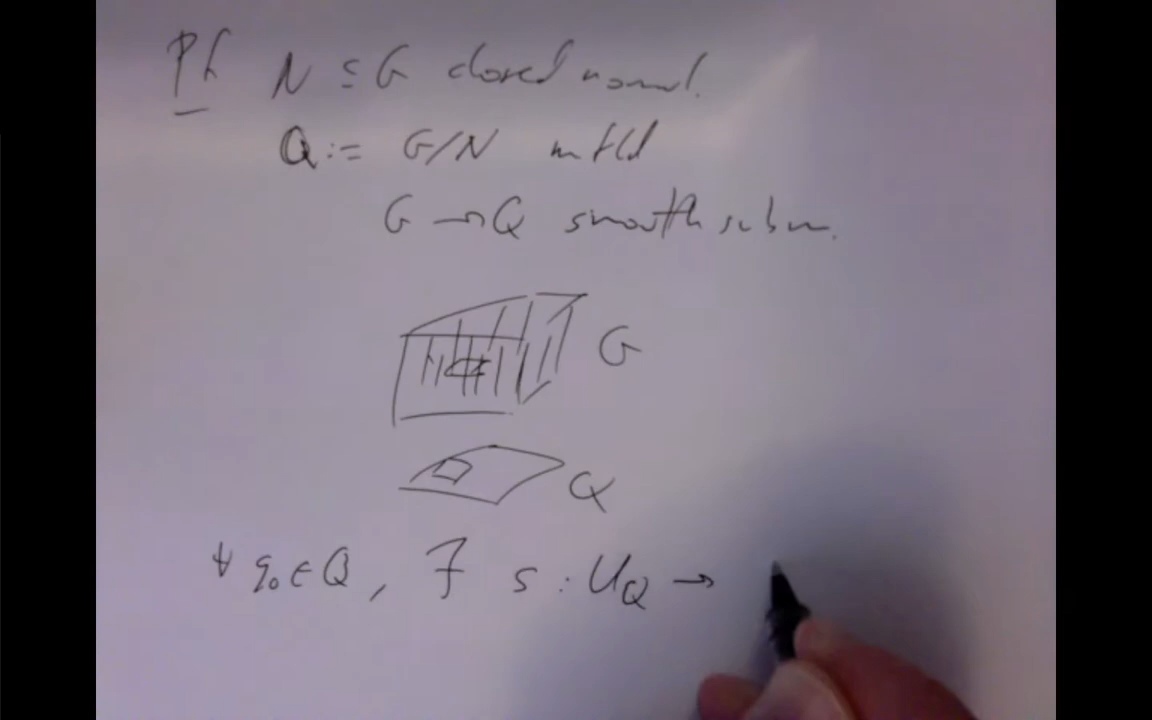 Pf N ≤ G closed normal.
Q := G/N mfld
G → Q smooth subm.
G
Q
∀ q₀ ∈ Q, ∃ s : U_Q →